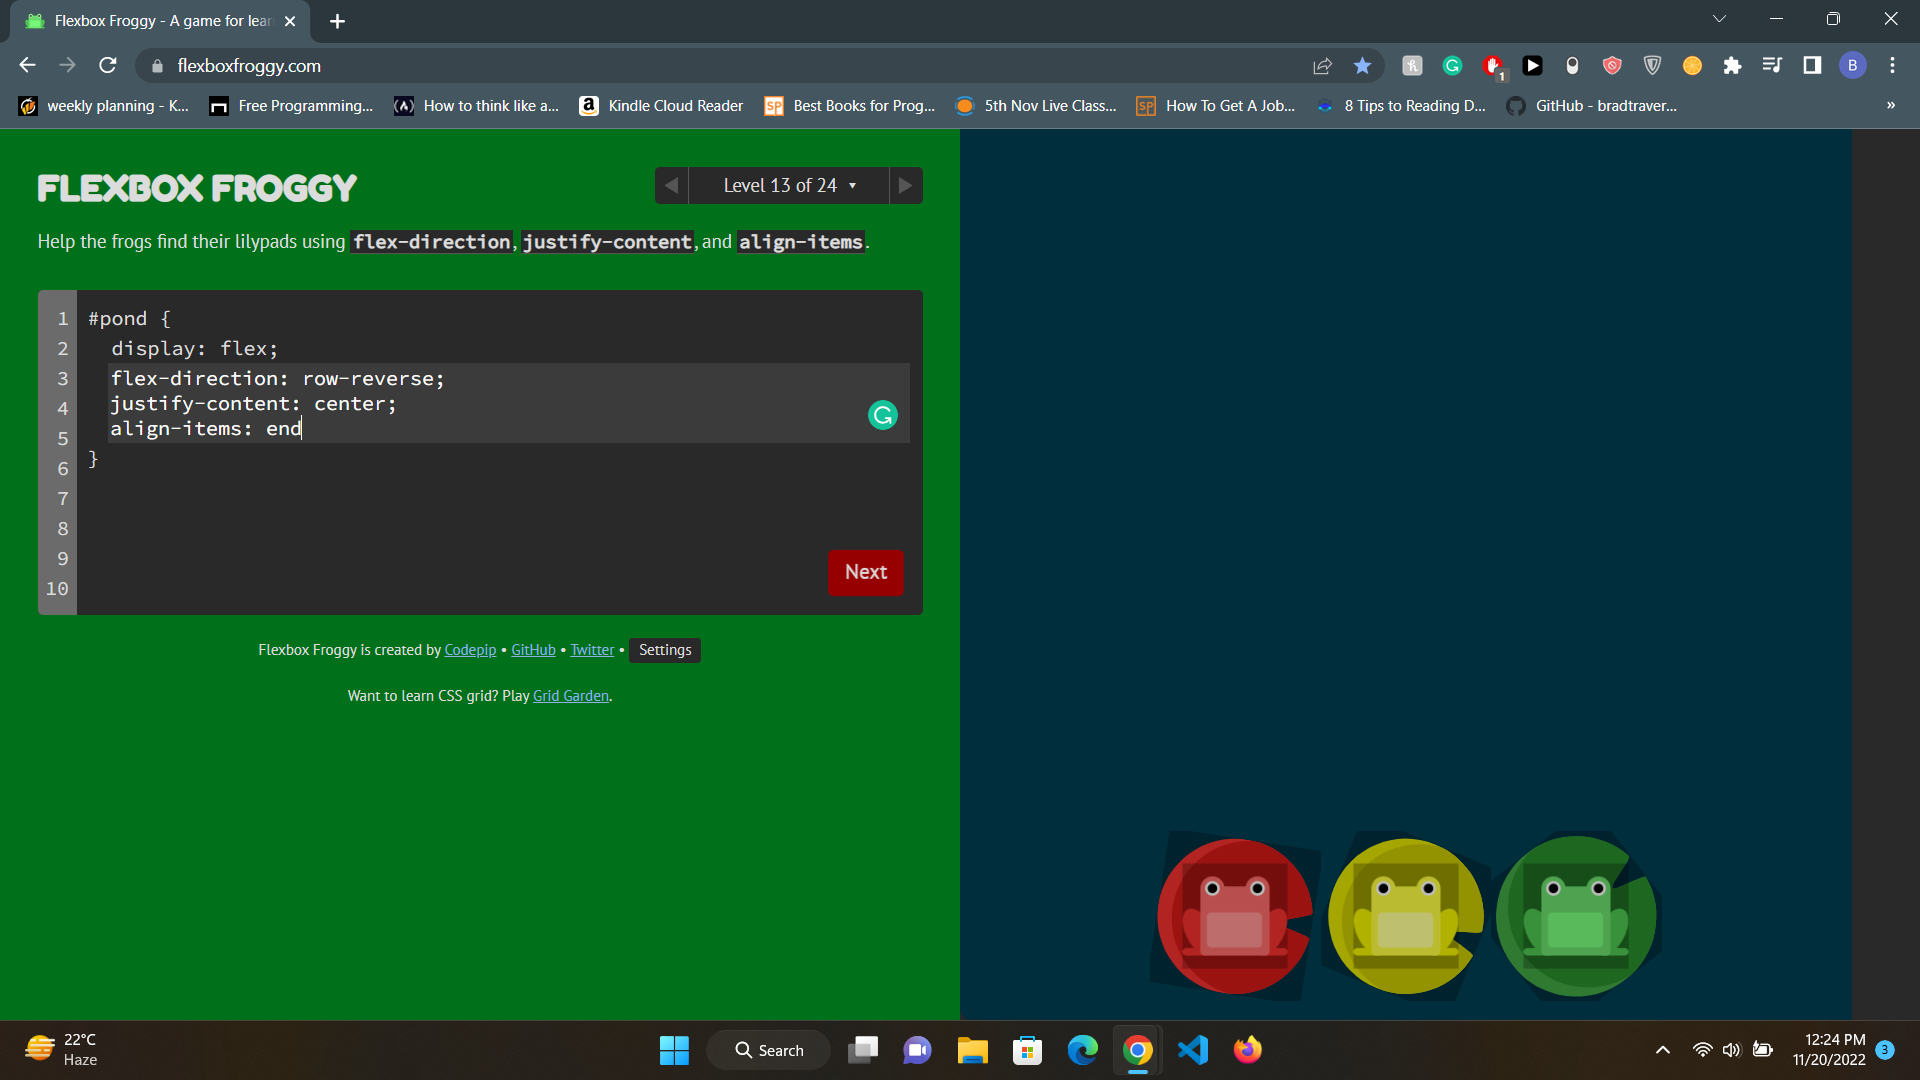 Flexbox Froggy - A game for lear
flexboxfroggy.com
1
B
weekly planning - K...
Free Programming...
How to think like a...
Kindle Cloud Reader
Best Books for Prog...
5th Nov Live Class...
How To Get A Job...
8 Tips to Reading D...
GitHub - bradtraver...
»
FLEXBOX FROGGY
Level 13 of 24
Help the frogs find their lilypads using flex-direction, justify-content, and align-items.
1 #pond {
2 display: flex;
3 flex-direction: row-reverse;
4 justify-content: center;
5 align-items: end
6 }
7
8
9
10
Next
Flexbox Froggy is created by Codepip • GitHub • Twitter • Settings
Want to learn CSS grid? Play Grid Garden.
22°C
Haze
Search
12:24 PM
11/20/2022
3